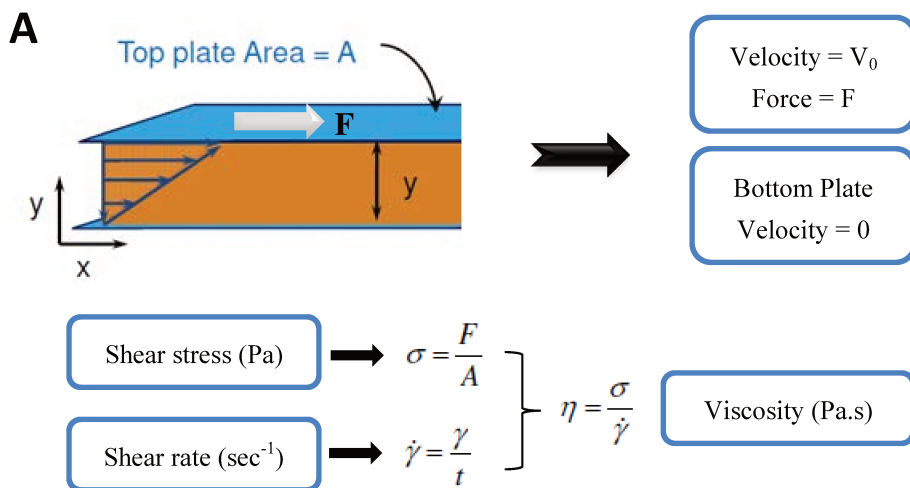 A
Top plate Area = A
F
y
y
x
Velocity = V₀
Force = F
Bottom Plate
Velocity = 0
Shear stress (Pa)
σ = F/A
Shear rate (sec⁻¹)
γ̇ = γ/t
η = σ/γ̇
Viscosity (Pa.s)